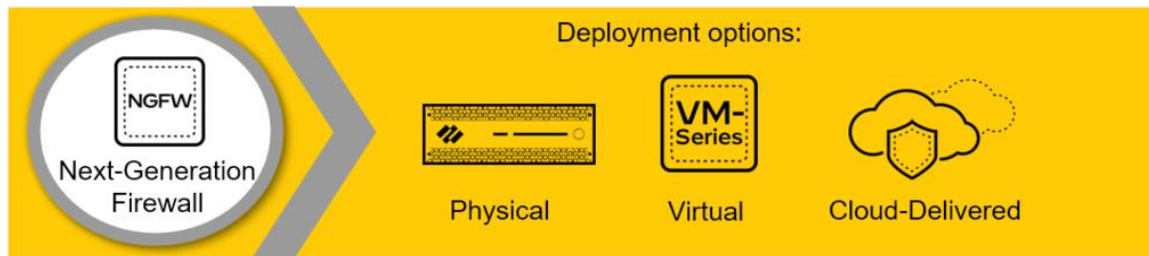 NGFW
Next-Generation
Firewall
Deployment options:
VM-
Series
Physical
Virtual
Cloud-Delivered